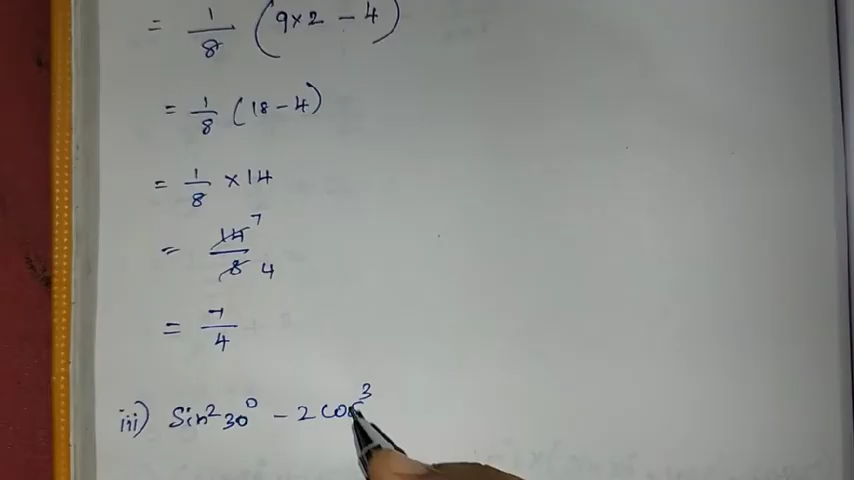 = 1/8 (9×2 - 4)
= 1/8 (18 - 4)
= 1/8 × 14
= 14/8 7 4
= 7/4
iii) Sin²30⁰ - 2 Cos³